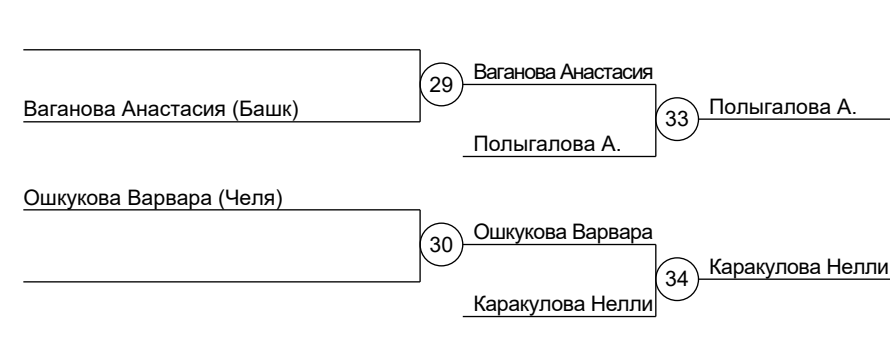 Ваганова Анастасия
29
Ваганова Анастасия (Башк)
Полыгалова А.
33
Полыгалова А.
Ошкукова Варвара (Челя)
Ошкукова Варвара
30
Каракулова Нелли
34
Каракулова Нелли